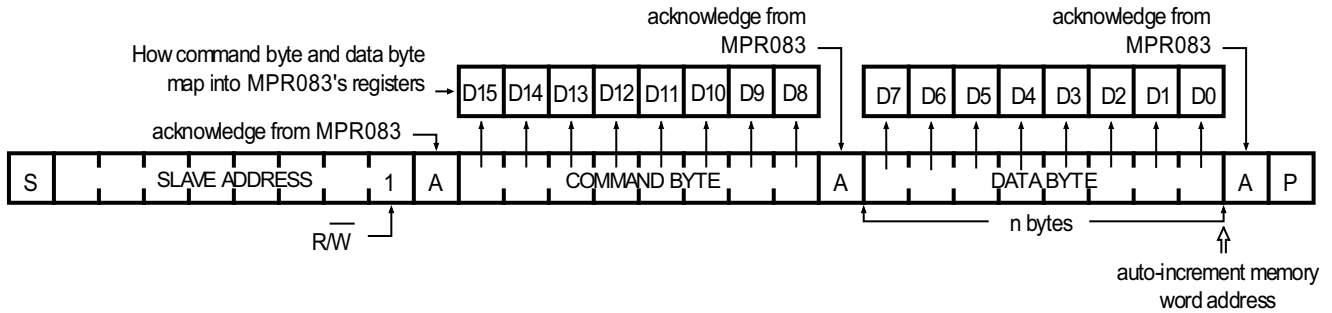 acknowledge from
MPR083
acknowledge from
MPR083
How command byte and data byte
map into MPR083's registers
D15 D14 D13 D12 D11 D10 D9 D8
D7 D6 D5 D4 D3 D2 D1 D0
acknowledge from MPR083
S SLAVE ADDRESS 1 A COMMAND BYTE A DATA BYTE A P
R/W
n bytes
auto-increment memory
word address